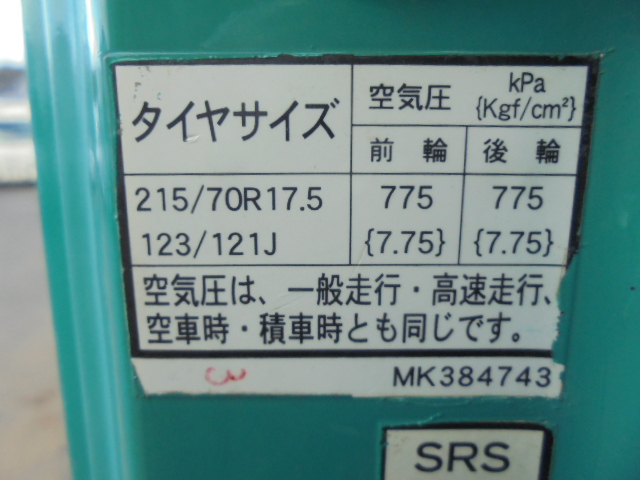 タイヤサイズ
空気圧 kPa {Kgf/cm²}
前輪 後輪
215/70R17.5 775 775
123/121J {7.75} {7.75}
空気圧は、一般走行・高速走行、
空車時・積車時とも同じです。
MK384743
SRS